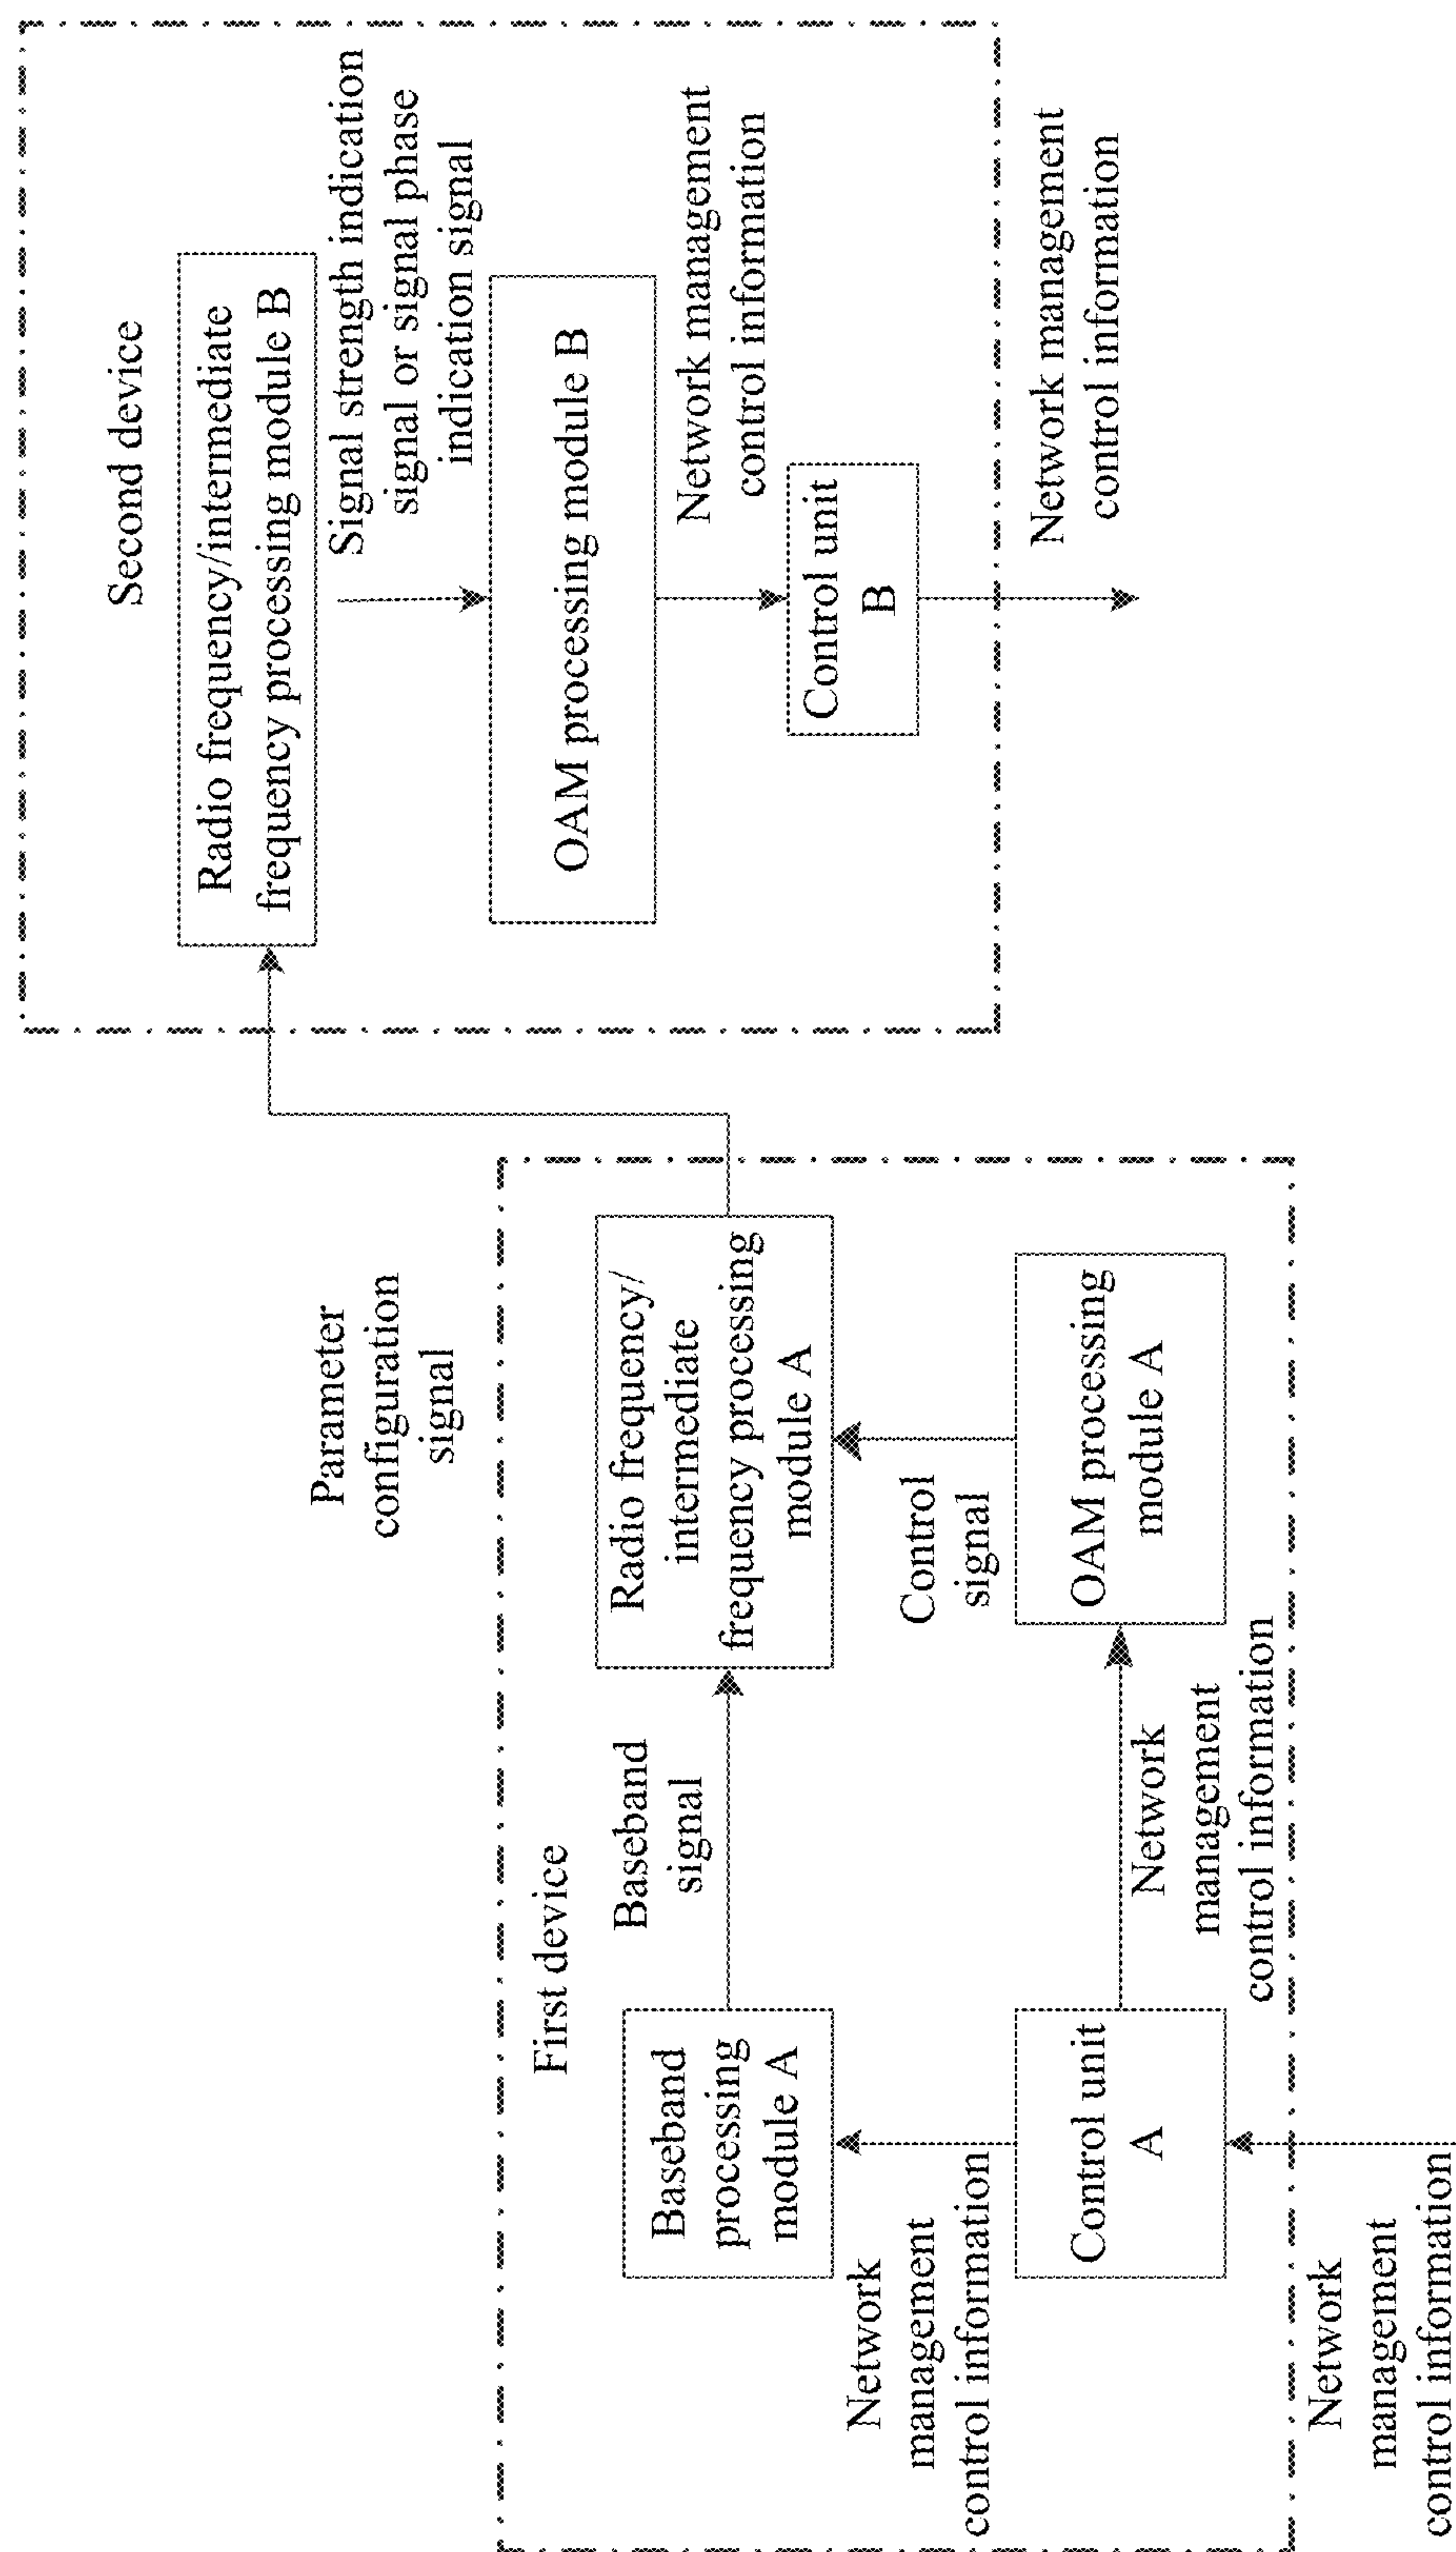 Second device
Radio frequency/intermediate
frequency processing module B
Signal strength indication
signal or signal phase
indication signal
OAM processing module B
Network management
control information
Control unit
B
Network management
control information
Parameter
configuration
signal
First device
Baseband
processing
module A
Baseband
signal
Radio frequency/
intermediate
frequency processing
module A
Network
management
control information
Control
signal
Control unit
A
Network
management
control information
OAM processing
module A
Network
management
control information